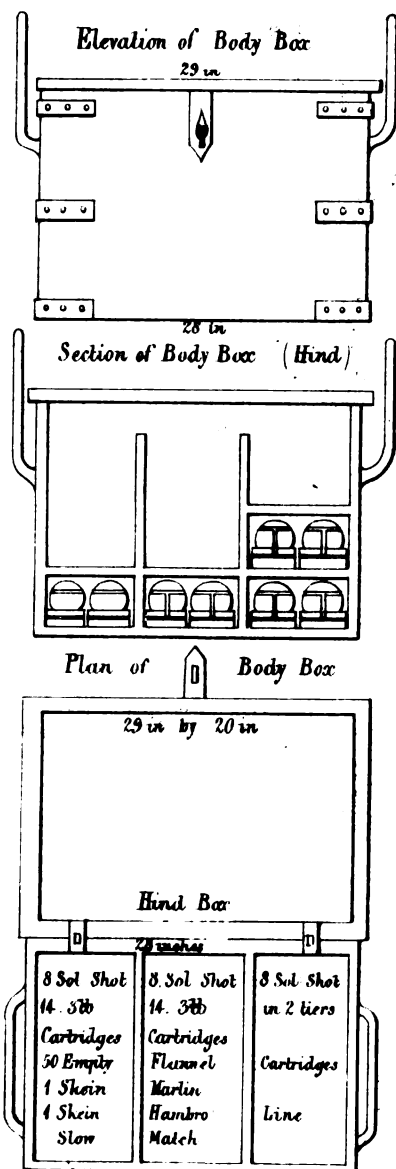 Elevation of Body Box
29 in
28 in
Section of Body Box (Hind)
Plan of Body Box
29 in by 20 in
Hind Box
28 inches
8 Sol Shot
14. 3lb
Cartridges
50 Empty
1 Skein
1 Skein
Slow
8. Sol Shot
14. 3lb
Cartridges
Flannel
Marlin
Hambro
Match
8 Sol Shot
in 2 tiers
Cartridges
Line